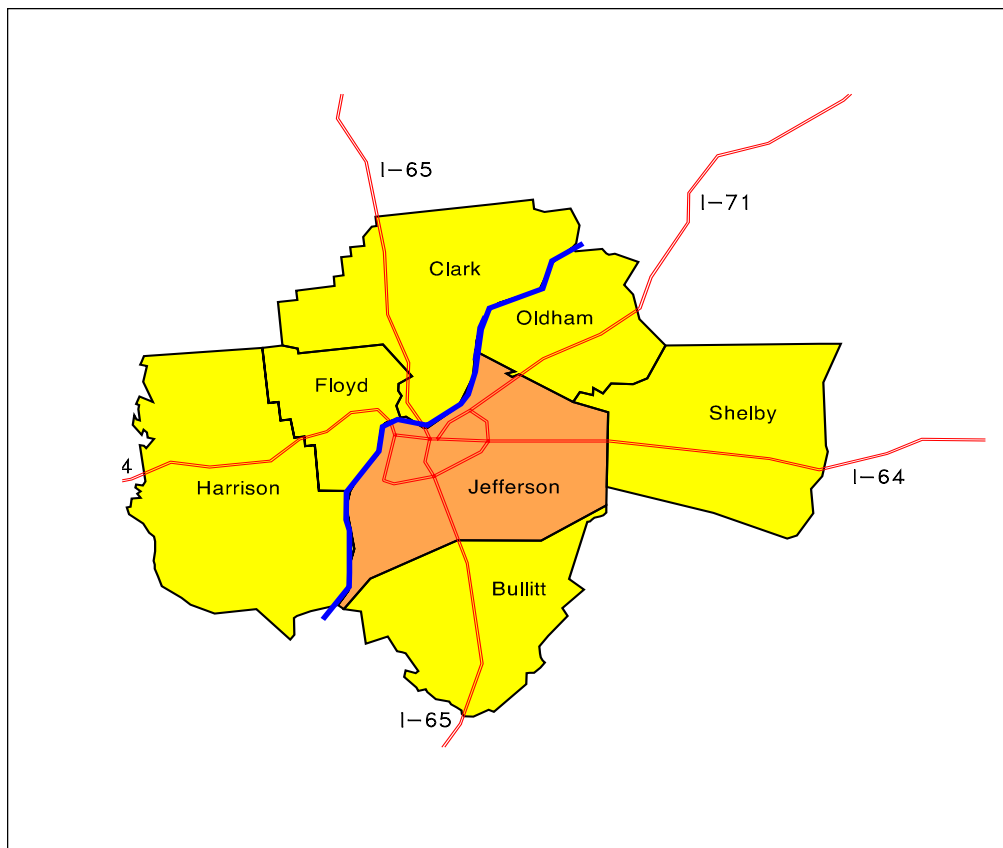 I-65
I-71
Clark
Oldham
Floyd
Shelby
4
I-64
Harrison
Jefferson
Bullitt
I-65